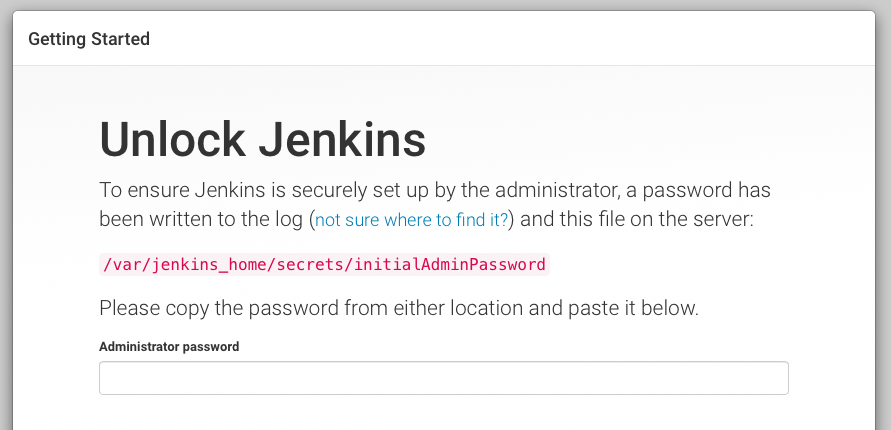 Getting Started
Unlock Jenkins
To ensure Jenkins is securely set up by the administrator, a password has
been written to the log (not sure where to find it?) and this file on the server:
/var/jenkins_home/secrets/initialAdminPassword
Please copy the password from either location and paste it below.
Administrator password